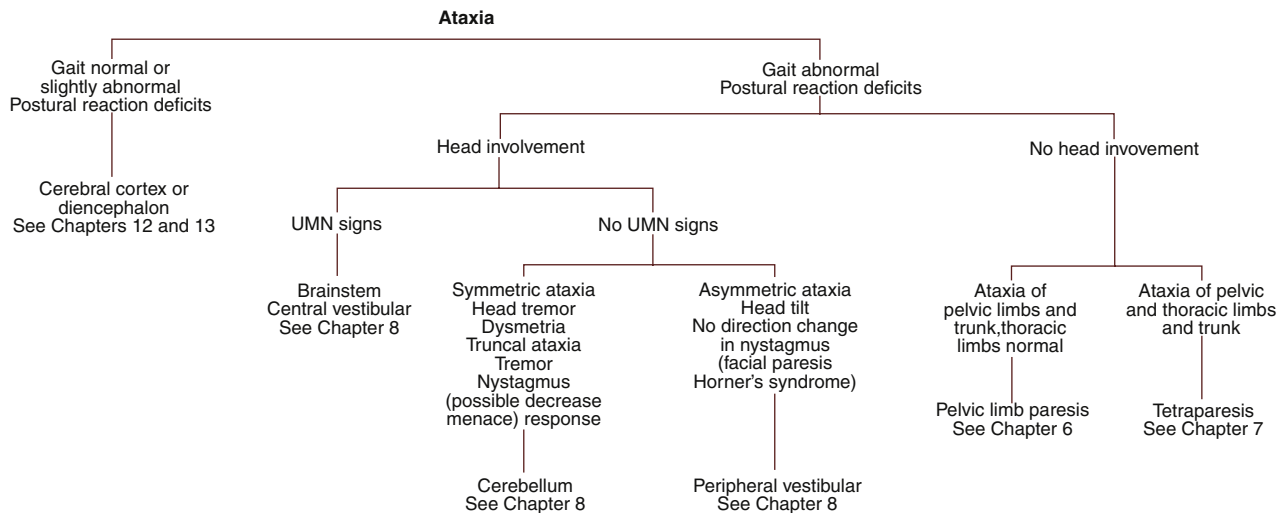 Ataxia
Gait normal or
slightly abnormal
Postural reaction deficits
Cerebral cortex or
diencephalon
See Chapters 12 and 13
Gait abnormal
Postural reaction deficits
Head involvement
UMN signs
Brainstem
Central vestibular
See Chapter 8
No UMN signs
Symmetric ataxia
Head tremor
Dysmetria
Truncal ataxia
Tremor
Nystagmus
(possible decrease
menace) response
Cerebellum
See Chapter 8
Asymmetric ataxia
Head tilt
No direction change
in nystagmus
(facial paresis
Horner's syndrome)
Peripheral vestibular
See Chapter 8
No head invovement
Ataxia of
pelvic limbs and
trunk,thoracic
limbs normal
Pelvic limb paresis
See Chapter 6
Ataxia of pelvic
and thoracic limbs
and trunk
Tetraparesis
See Chapter 7